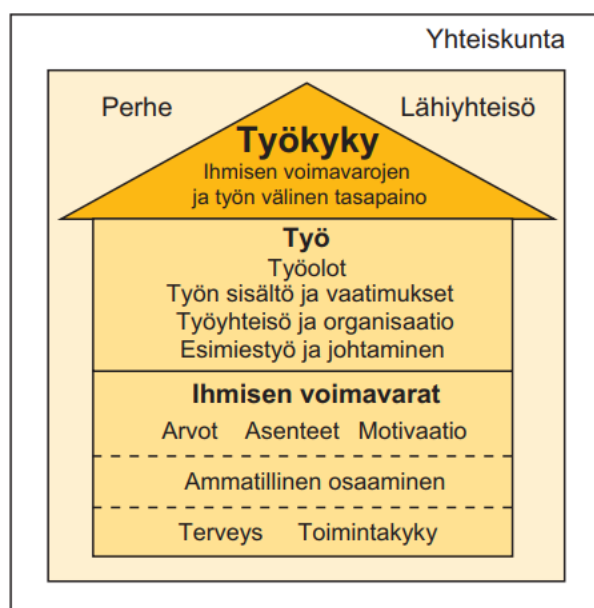 Yhteiskunta
Perhe Lähiyhteisö
Työkyky
Ihmisen voimavarojen
ja työn välinen tasapaino
Työ
Työolot
Työn sisältö ja vaatimukset
Työyhteisö ja organisaatio
Esimiestyö ja johtaminen
Ihmisen voimavarat
Arvot Asenteet Motivaatio
Ammatillinen osaaminen
Terveys Toimintakyky